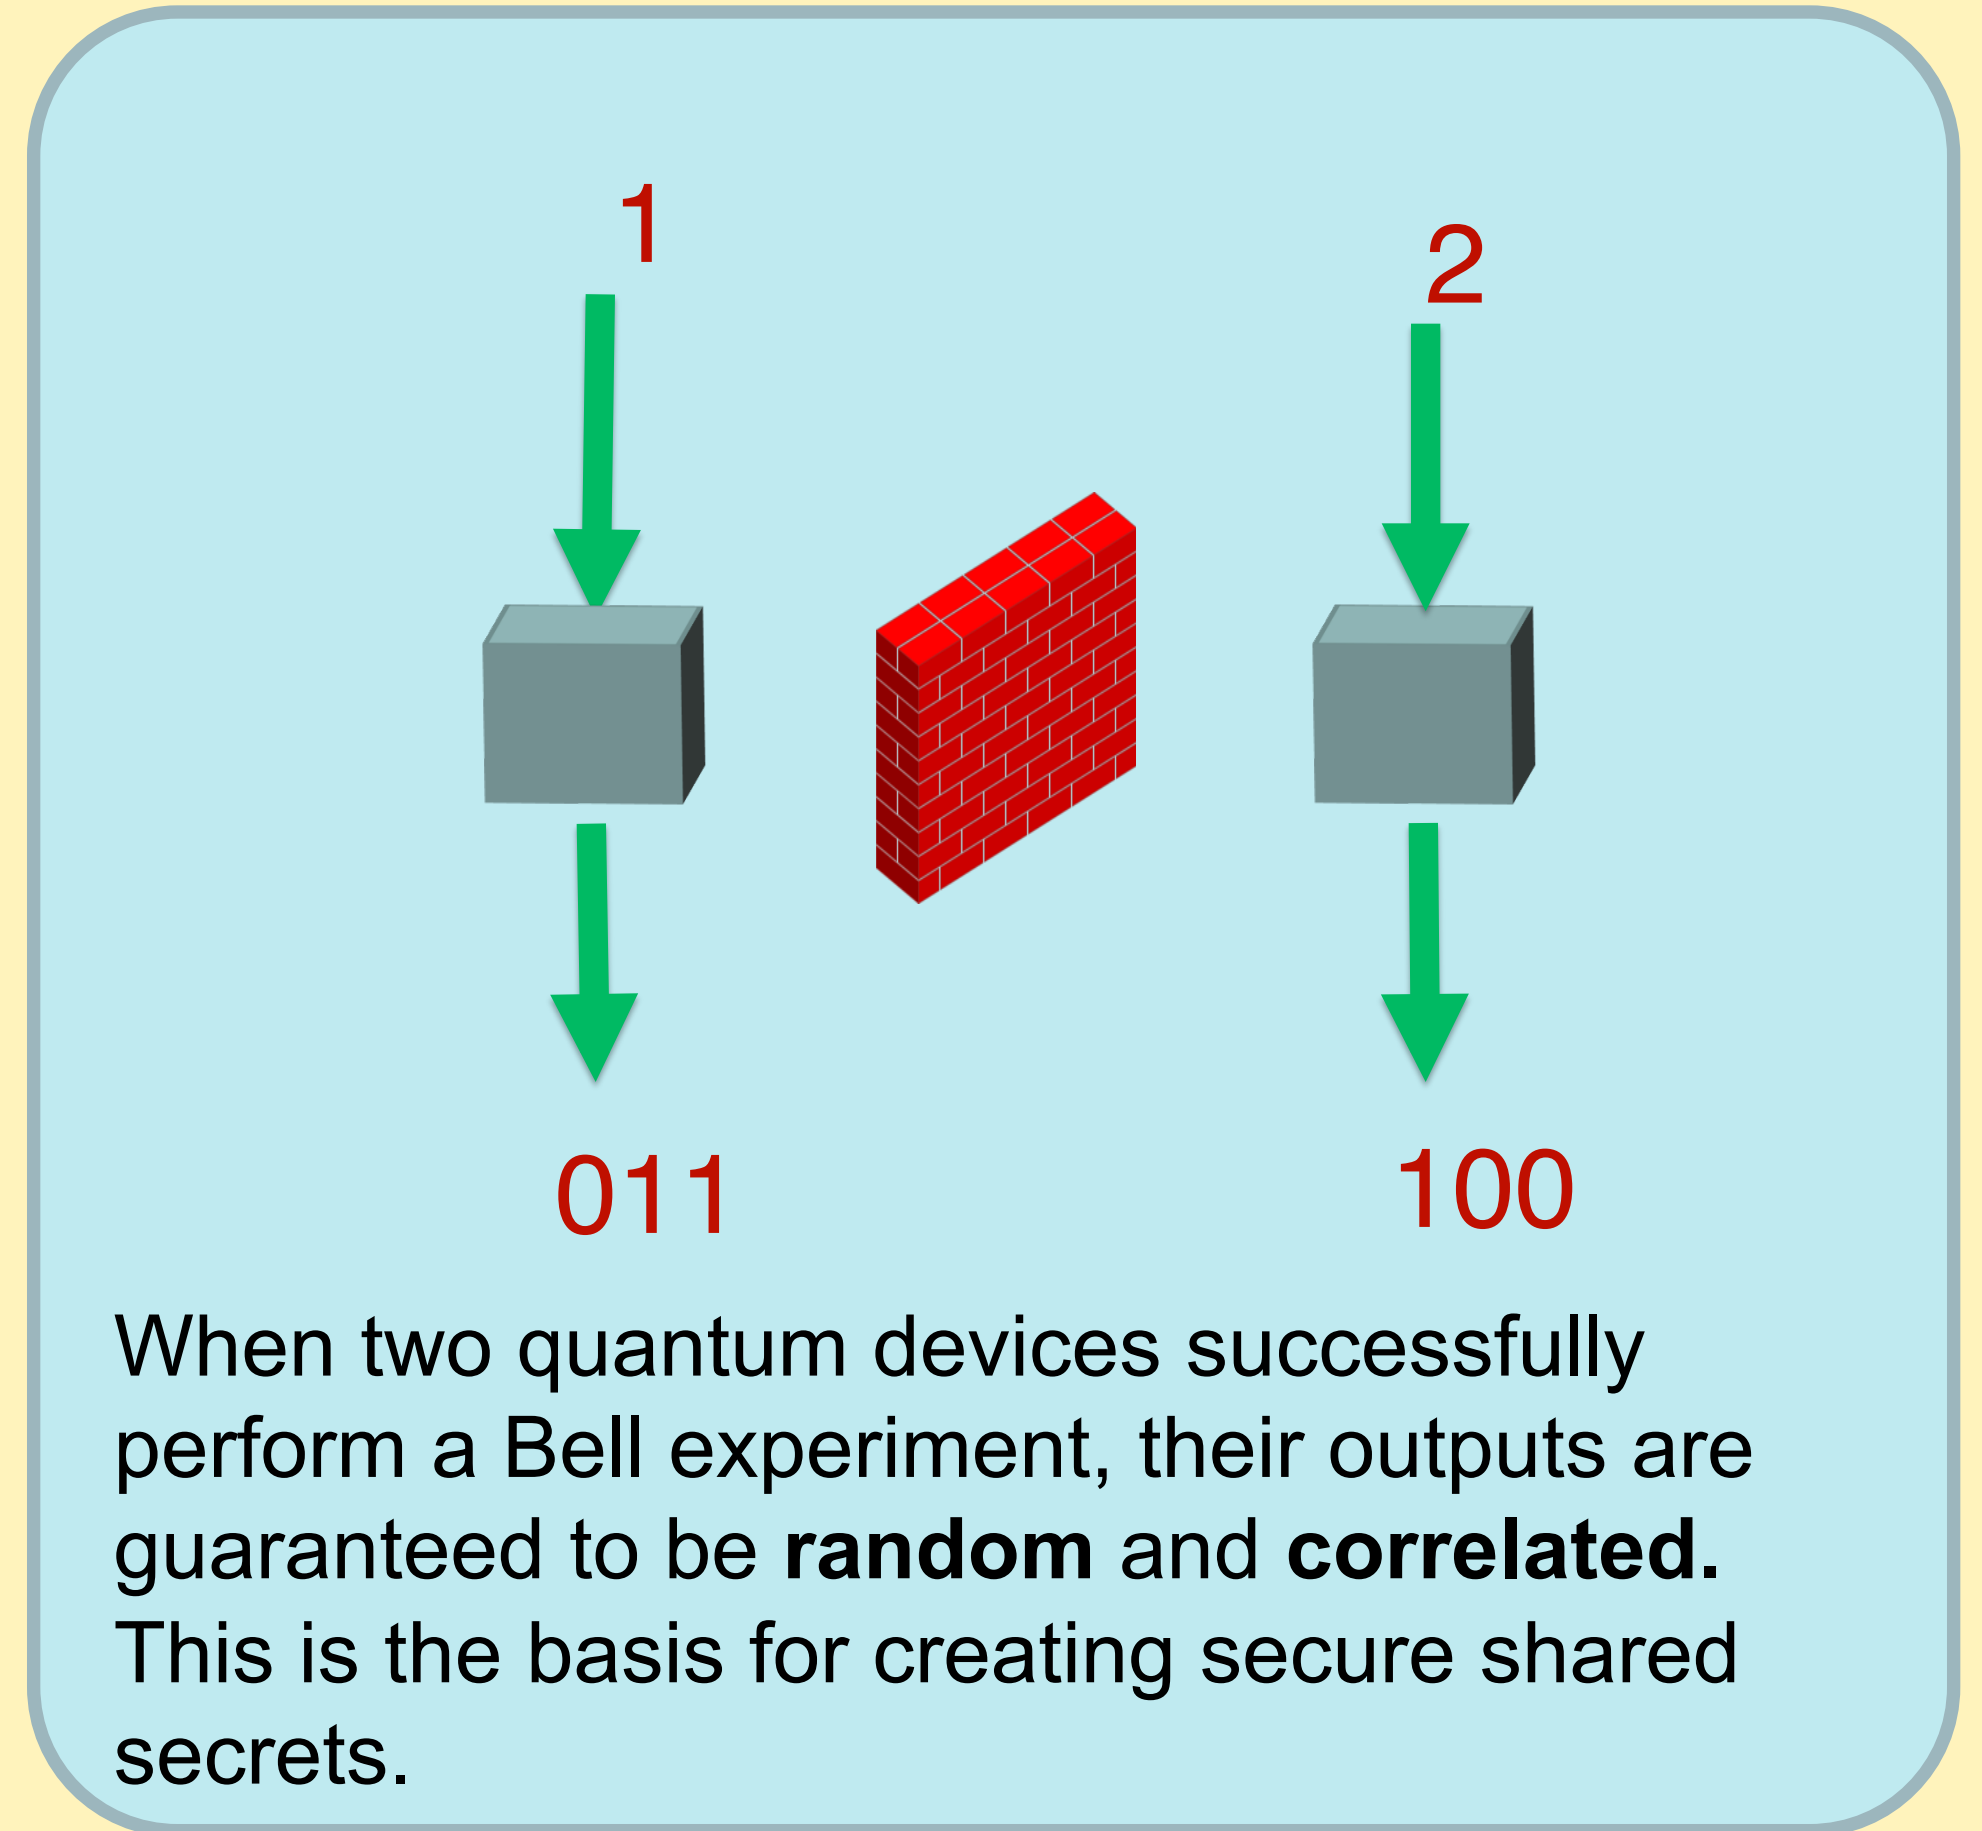 1
2
011
100
When two quantum devices successfully
perform a Bell experiment, their outputs are
guaranteed to be random and correlated.
This is the basis for creating secure shared
secrets.